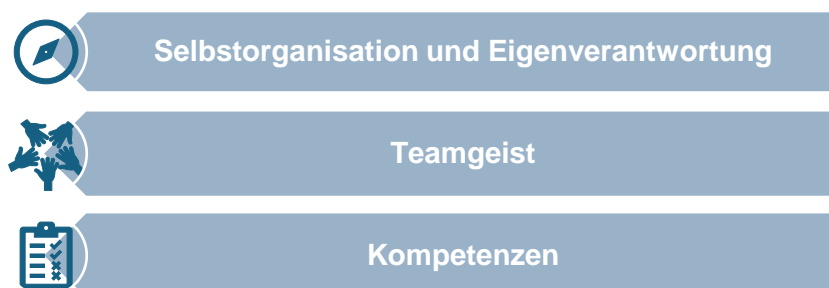 Selbstorganisation und Eigenverantwortung
Teamgeist
Kompetenzen